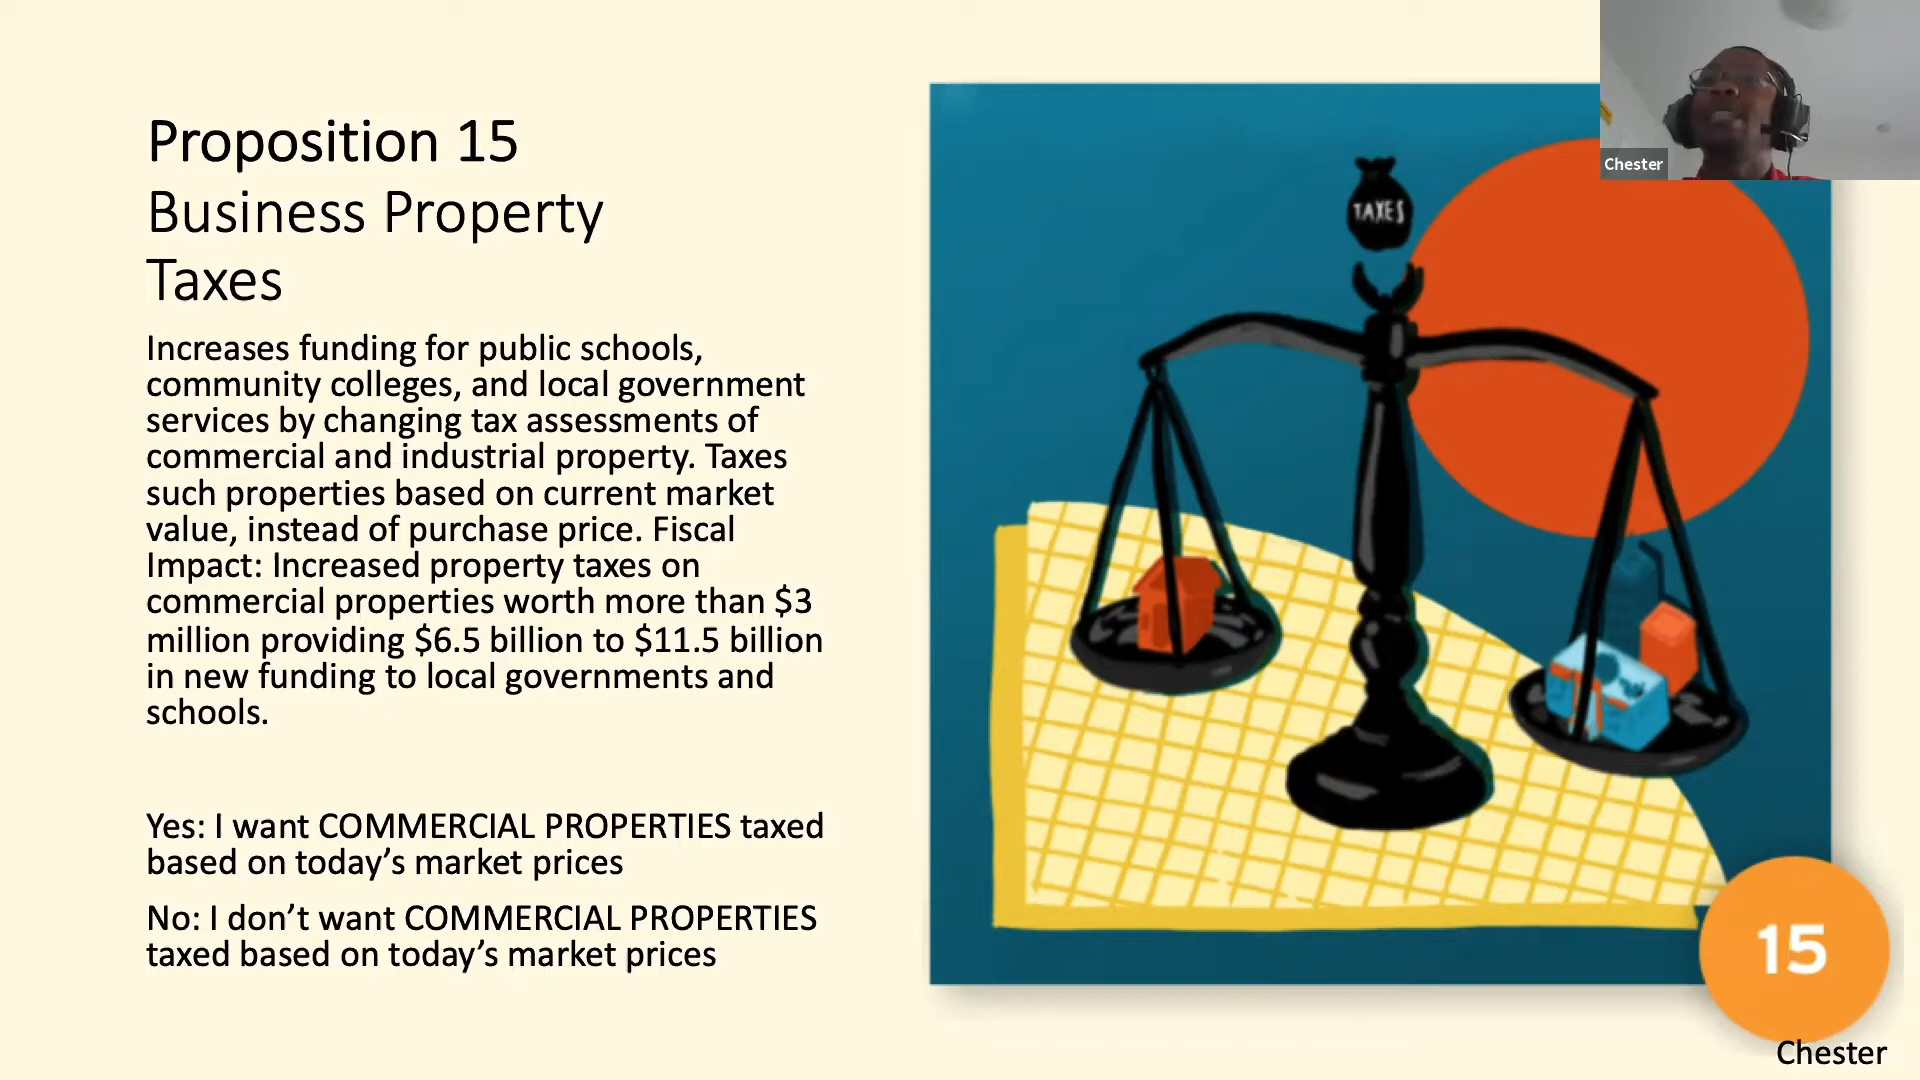 Proposition 15
Business Property
Taxes
Increases funding for public schools,
community colleges, and local government
services by changing tax assessments of
commercial and industrial property. Taxes
such properties based on current market
value, instead of purchase price. Fiscal
Impact: Increased property taxes on
commercial properties worth more than $3
million providing $6.5 billion to $11.5 billion
in new funding to local governments and
schools.
Yes: I want COMMERCIAL PROPERTIES taxed
based on today’s market prices
No: I don’t want COMMERCIAL PROPERTIES
taxed based on today’s market prices
TAXES
Chester
15
Chester